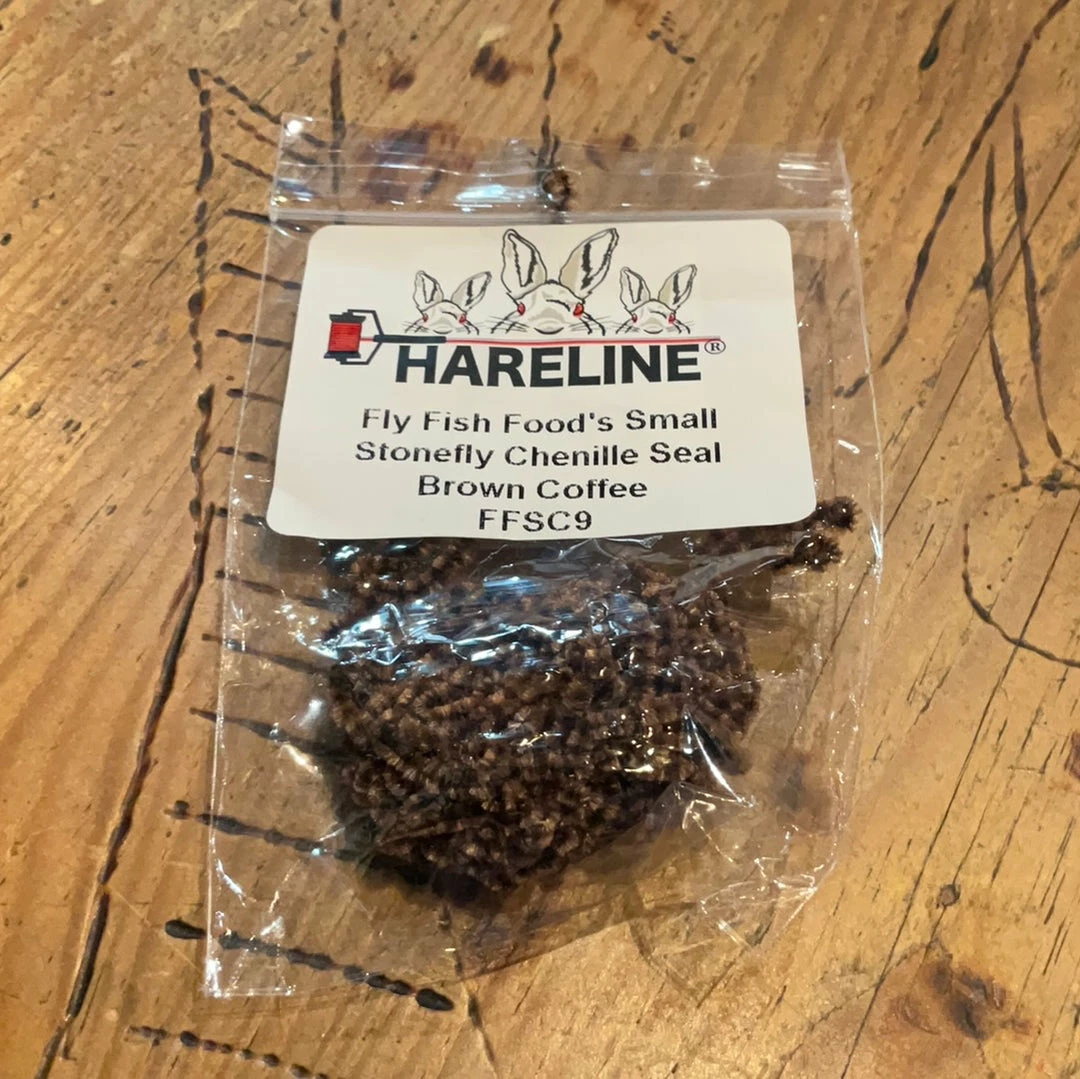 HARELINE®
Fly Fish Food's Small
Stonefly Chenille Seal
Brown Coffee
FFSC9